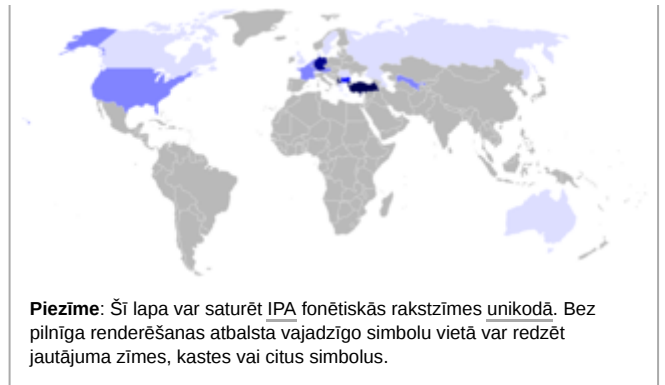 Piezīme: Šī lapa var saturēt IPA fonētiskās rakstzīmes unikodā. Bez
pilnīga renderēšanas atbalsta vajadzīgo simbolu vietā var redzēt
jautājuma zīmes, kastes vai citus simbolus.